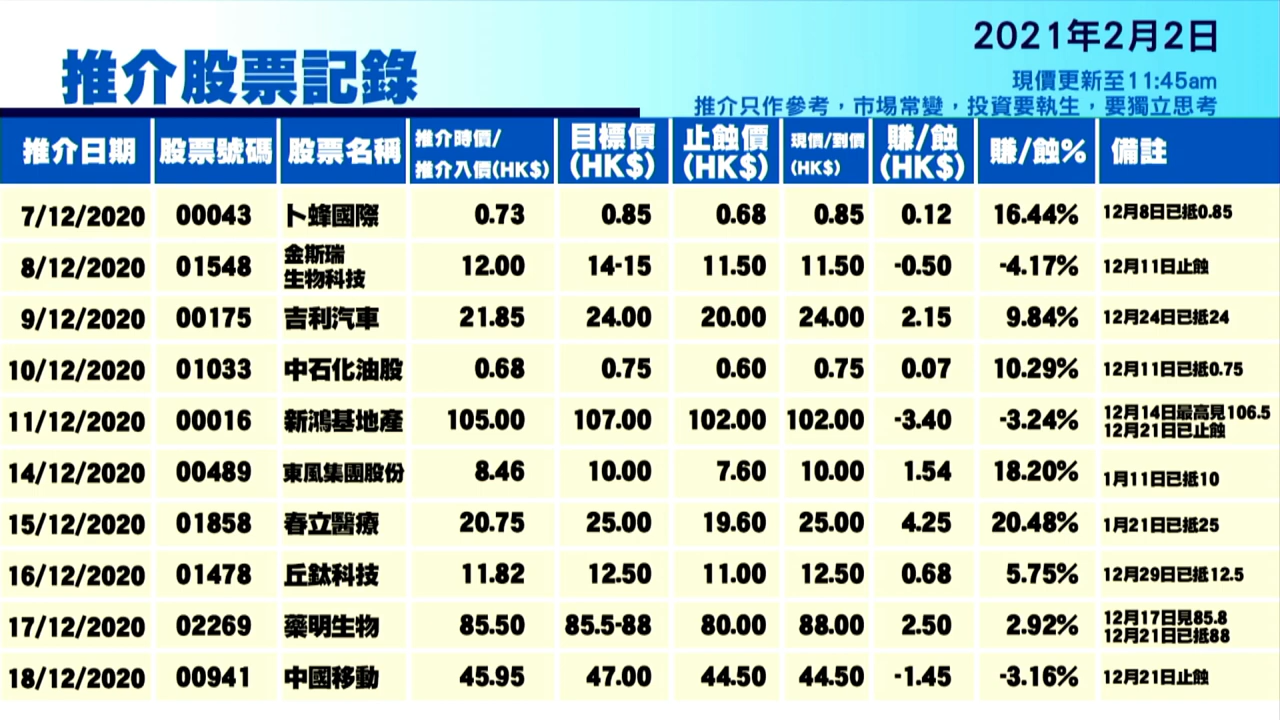 2021年2月2日
推介股票記錄
現價更新至11:45am
推介只作參考，市場常變，投資要執生，要獨立思考
推介日期 股票號碼 股票名稱 推介時價/推介入價(HK$) 目標價(HK$) 止蝕價(HK$) 現價/到價(HK$) 賺/蝕(HK$) 賺/蝕% 備註
7/12/2020 00043 卜蜂國際 0.73 0.85 0.68 0.85 0.12 16.44% 12月8日已抵0.85
8/12/2020 01548 金斯瑞生物科技 12.00 14-15 11.50 11.50 -0.50 -4.17% 12月11日止蝕
9/12/2020 00175 吉利汽車 21.85 24.00 20.00 24.00 2.15 9.84% 12月24日已抵24
10/12/2020 01033 中石化油股 0.68 0.75 0.60 0.75 0.07 10.29% 12月11日已抵0.75
11/12/2020 00016 新鴻基地產 105.00 107.00 102.00 102.00 -3.40 -3.24% 12月14日最高見106.5 12月21日已止蝕
14/12/2020 00489 東風集團股份 8.46 10.00 7.60 10.00 1.54 18.20% 1月11日已抵10
15/12/2020 01858 春立醫療 20.75 25.00 19.60 25.00 4.25 20.48% 1月21日已抵25
16/12/2020 01478 丘鈦科技 11.82 12.50 11.00 12.50 0.68 5.75% 12月29日已抵12.5
17/12/2020 02269 藥明生物 85.50 85.5-88 80.00 88.00 2.50 2.92% 12月17日見85.8 12月21日已抵88
18/12/2020 00941 中國移動 45.95 47.00 44.50 44.50 -1.45 -3.16% 12月21日止蝕